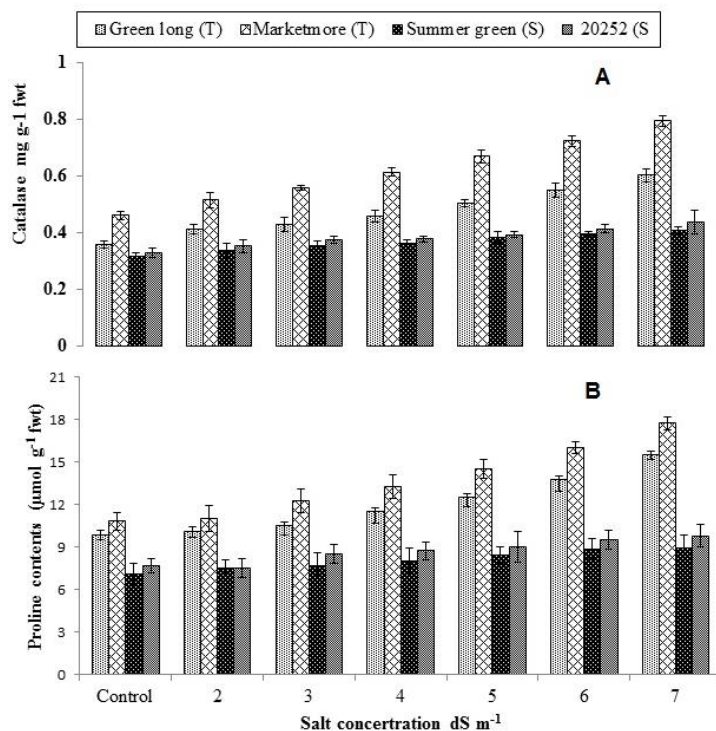 Green long (T) Marketmore (T) Summer green (S) 20252 (S
A
Catalase mg g-1 fwt
1
0.8
0.6
0.4
0.2
0
B
Proline contents (µmol g-1 fwt)
21
18
15
12
9
6
3
0
Control 2 3 4 5 6 7
Salt concertration dS m-1